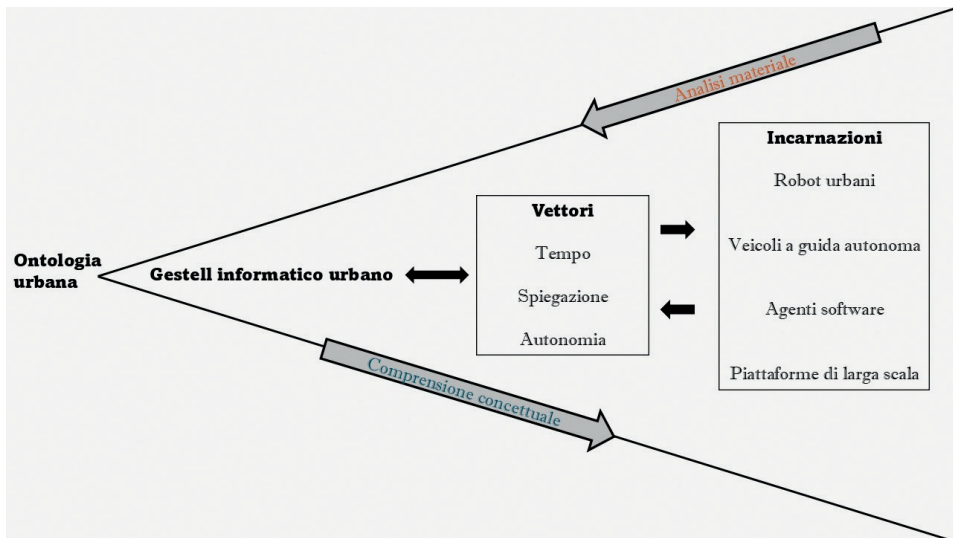 Analisi materiale
Incarnazioni
Robot urbani
Veicoli a guida autonoma
Agenti software
Piattaforme di larga scala
Vettori
Tempo
Spiegazione
Autonomia
Ontologia
urbana
Gestell informatico urbano
Comprensione concettuale